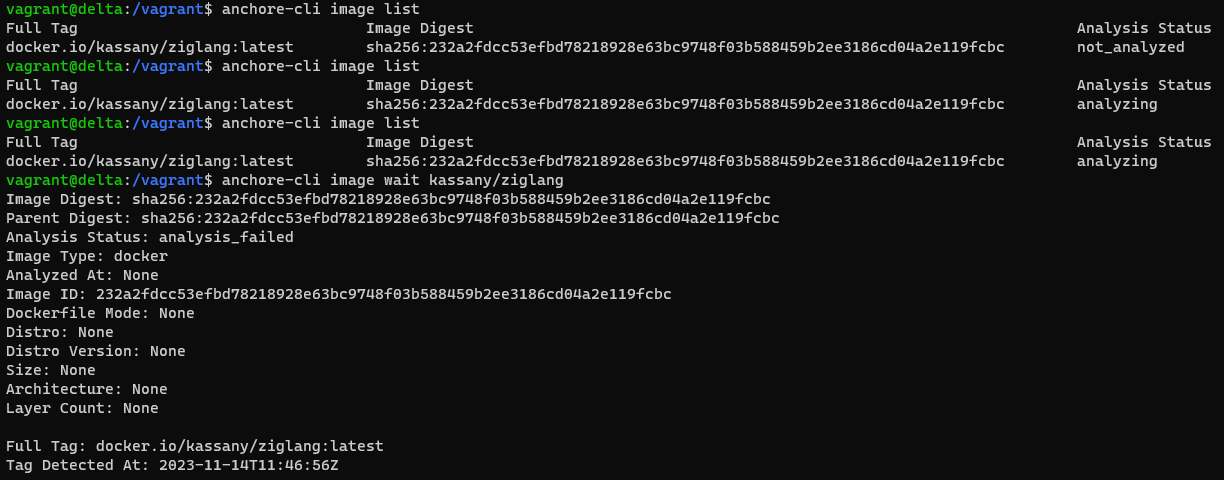 vagrant@delta:/vagrant$ anchore-cli image list
Full Tag Image Digest Analysis Status
docker.io/kassany/ziglang:latest sha256:232a2fdcc53efbd78218928e63bc9748f03b588459b2ee3186cd04a2e119fcbc not_analyzed
vagrant@delta:/vagrant$ anchore-cli image list
Full Tag Image Digest Analysis Status
docker.io/kassany/ziglang:latest sha256:232a2fdcc53efbd78218928e63bc9748f03b588459b2ee3186cd04a2e119fcbc analyzing
vagrant@delta:/vagrant$ anchore-cli image list
Full Tag Image Digest Analysis Status
docker.io/kassany/ziglang:latest sha256:232a2fdcc53efbd78218928e63bc9748f03b588459b2ee3186cd04a2e119fcbc analyzing
vagrant@delta:/vagrant$ anchore-cli image wait kassany/ziglang
Image Digest: sha256:232a2fdcc53efbd78218928e63bc9748f03b588459b2ee3186cd04a2e119fcbc
Parent Digest: sha256:232a2fdcc53efbd78218928e63bc9748f03b588459b2ee3186cd04a2e119fcbc
Analysis Status: analysis_failed
Image Type: docker
Analyzed At: None
Image ID: 232a2fdcc53efbd78218928e63bc9748f03b588459b2ee3186cd04a2e119fcbc
Dockerfile Mode: None
Distro: None
Distro Version: None
Size: None
Architecture: None
Layer Count: None
Full Tag: docker.io/kassany/ziglang:latest
Tag Detected At: 2023-11-14T11:46:56Z